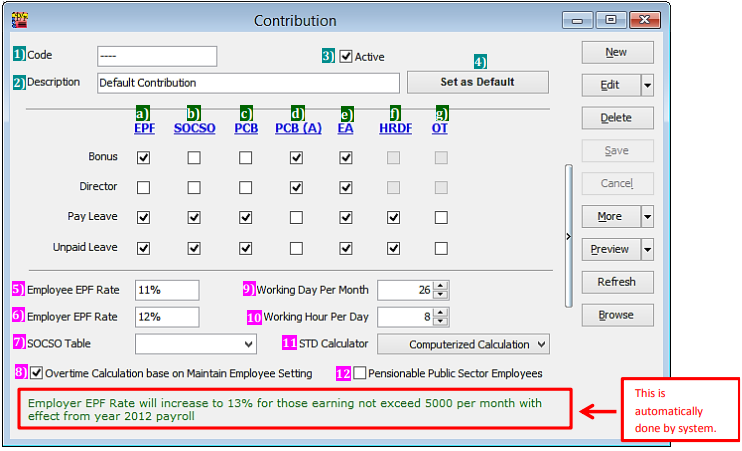 Contribution
1) Code ----
3) Active
4)
2) Description Default Contribution
Set as Default
a) b) c) d) e) f) g)
EPF SOCSO PCB PCB (A) EA HRDF OT
Bonus
Director
Pay Leave
Unpaid Leave
5) Employee EPF Rate 11%
9) Working Day Per Month 26
6) Employer EPF Rate 12%
10 Working Hour Per Day 8
7) SOCSO Table
11 STD Calculator Computerized Calculation
8) Overtime Calculation base on Maintain Employee Setting
12 Pensionable Public Sector Employees
Employer EPF Rate will increase to 13% for those earning not exceed 5000 per month with
effect from year 2012 payroll
New
Edit
Delete
Save
Cancel
More
Preview
Refresh
Browse
This is
automatically
done by system.